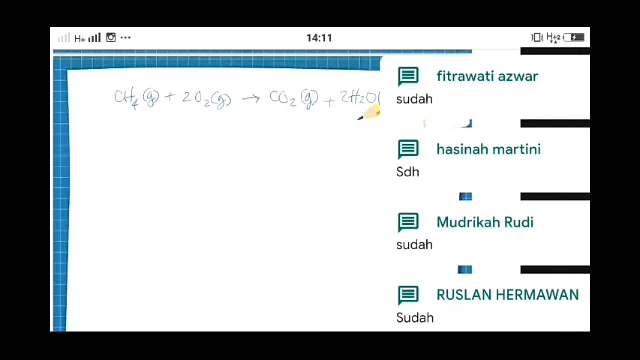 H+ 14:11 H+
CH₄(g) + 2O₂(g) → CO₂(g) + 2H₂O(
fitrawati azwar
sudah
hasinah martini
Sdh
Mudrikah Rudi
sudah
RUSLAN HERMAWAN
Sudah